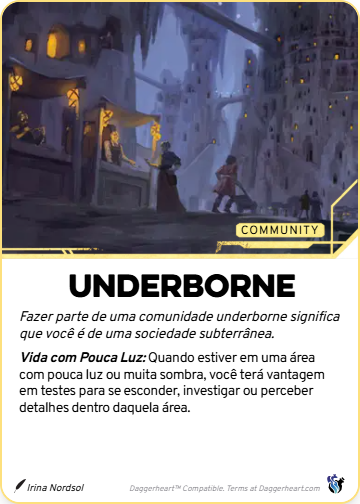 COMMUNITY
UNDERBORNE
Fazer parte de uma comunidade underborne significa
que você é de uma sociedade subterrânea.
Vida com Pouca Luz: Quando estiver em uma área
com pouca luz ou muita sombra, você terá vantagem
em testes para se esconder, investigar ou perceber
detalhes dentro daquela área.
Irina Nordsol
Daggerheart™ Compatible. Terms at Daggerheart.com